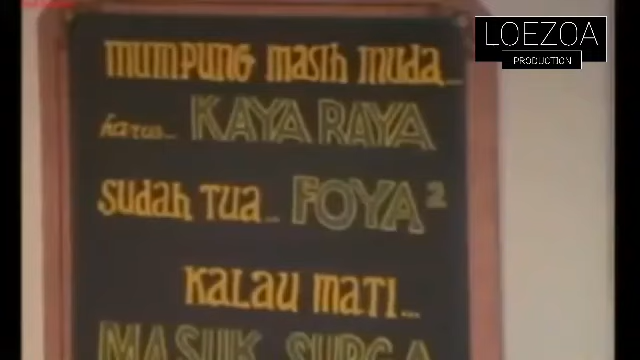 LOEZOA
PRODUCTION
mumpung masih muda...
harus... KAYA RAYA
sudah TUA... FOYA²
KALAU MATI...
MASUK SURGA